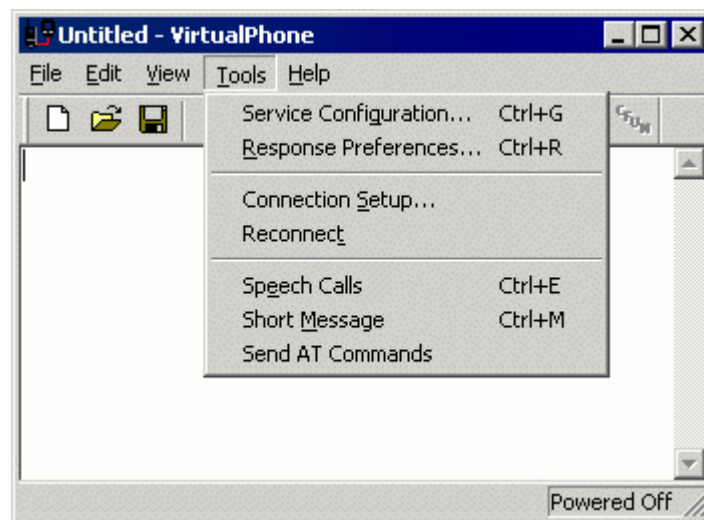 Untitled - VirtualPhone
File Edit View Tools Help
CFUN
Service Configuration... Ctrl+G
Response Preferences... Ctrl+R
Connection Setup...
Reconnect
Speech Calls Ctrl+E
Short Message Ctrl+M
Send AT Commands
Powered Off